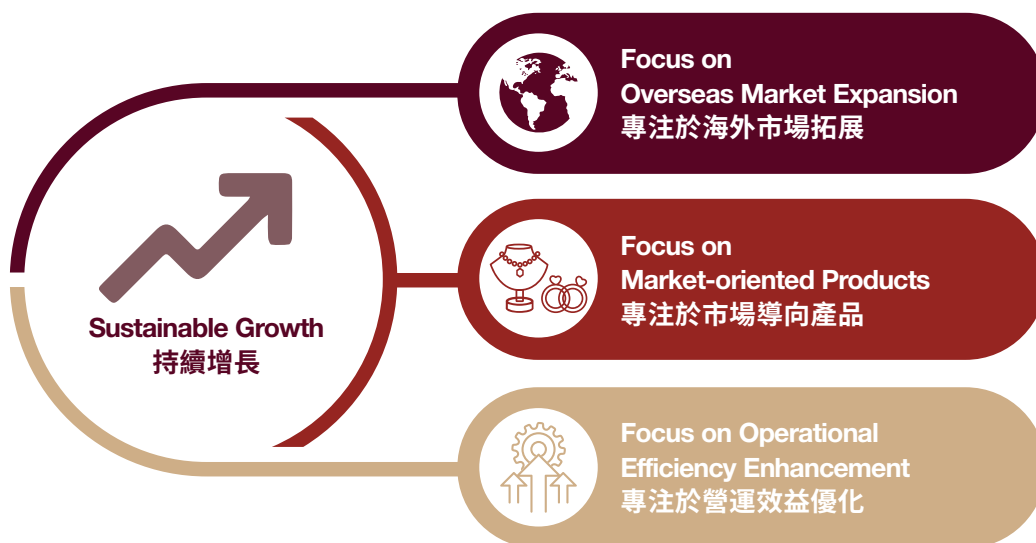 Sustainable Growth
持續增長
Focus on
Overseas Market Expansion
專注於海外市場拓展
Focus on
Market-oriented Products
專注於市場導向產品
Focus on Operational
Efficiency Enhancement
專注於營運效益優化